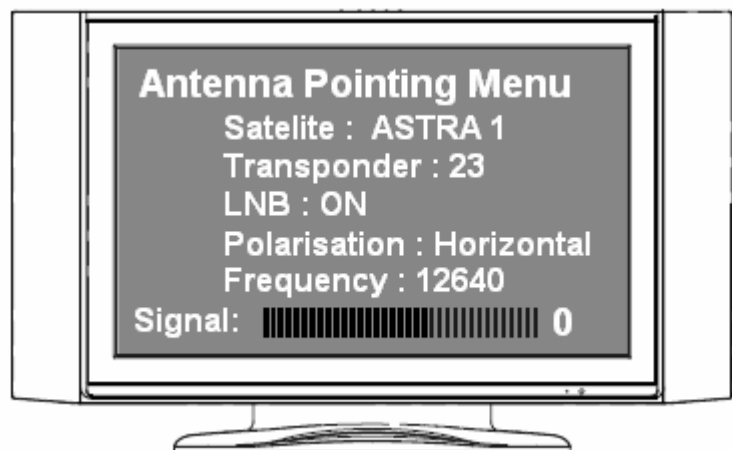 Antenna Pointing Menu
Satelite : ASTRA 1
Transponder : 23
LNB : ON
Polarisation : Horizontal
Frequency : 12640
Signal: 0